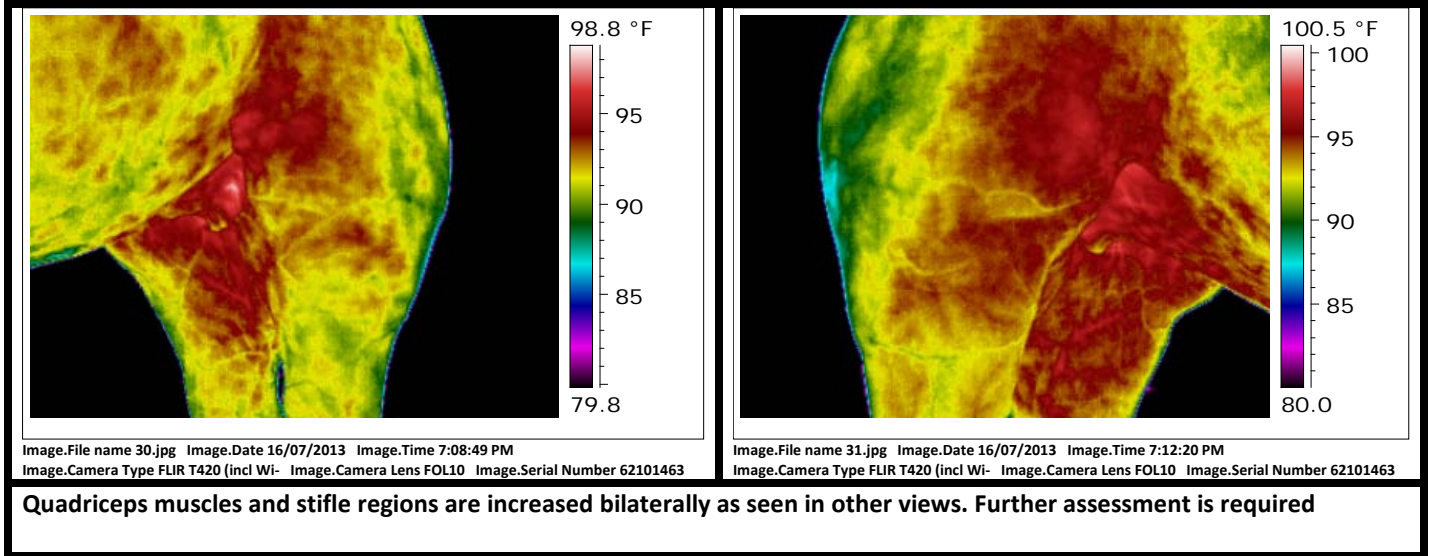 98.8 °F
95
90
85
79.8
100.5 °F
100
95
90
85
80.0
Image.File name 30.jpg Image.Date 16/07/2013 Image.Time 7:08:49 PM
Image.Camera Type FLIR T420 (incl Wi- Image.Camera Lens FOL10 Image.Serial Number 62101463
Image.File name 31.jpg Image.Date 16/07/2013 Image.Time 7:12:20 PM
Image.Camera Type FLIR T420 (incl Wi- Image.Camera Lens FOL10 Image.Serial Number 62101463
Quadriceps muscles and stifle regions are increased bilaterally as seen in other views. Further assessment is required